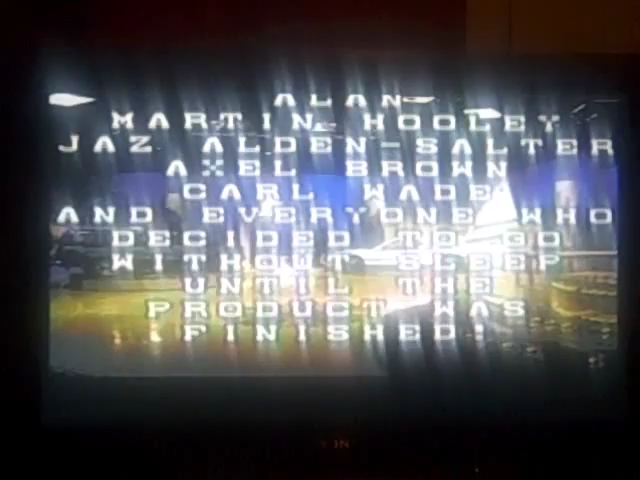 ALAN
MARTIN HOOLEY
JAZ ALDEN-SALTER
AXEL BROWN
CARL WADE
AND EVERYONE WHO
DECIDED TO GO
WITHOUT SLEEP
UNTIL THE
PRODUCT WAS
FINISHED!
IN